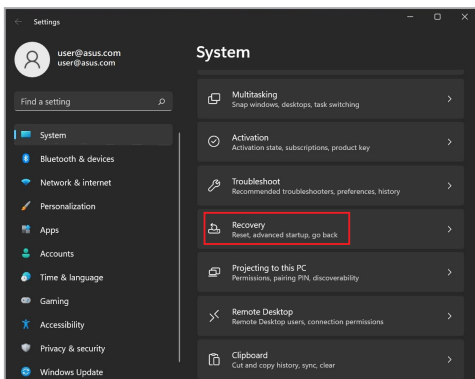 Settings
user@asus.com
user@asus.com
Find a setting
System
Bluetooth & devices
Network & internet
Personalization
Apps
Accounts
Time & language
Gaming
Accessibility
Privacy & security
Windows Update
System
Multitasking
Snap windows, desktops, task switching
Activation
Activation state, subscriptions, product key
Troubleshoot
Recommended troubleshooters, preferences, history
Recovery
Reset, advanced startup, go back
Projecting to this PC
Permissions, pairing PIN, discoverability
Remote Desktop
Remote Desktop users, connection permissions
Clipboard
Cut and copy history, sync, clear